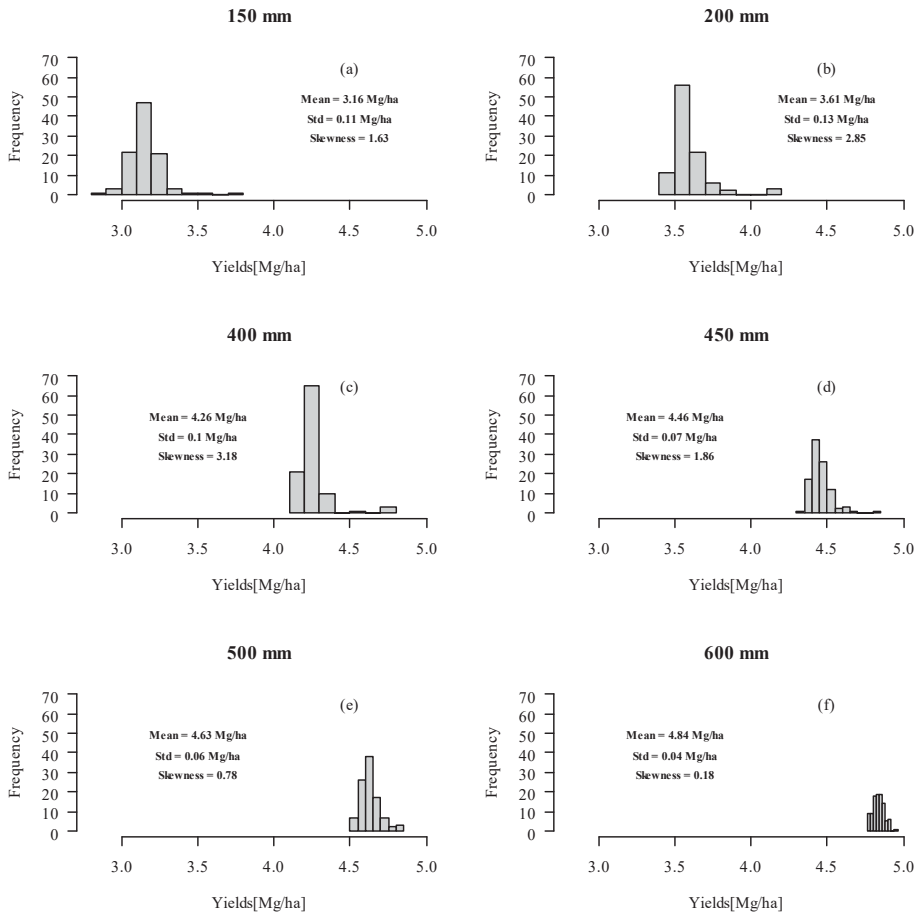 150 mm
(a)
Mean = 3.16 Mg/ha
Std = 0.11 Mg/ha
Skewness = 1.63
Frequency
70
60
50
40
30
20
10
0
3.0 3.5 4.0 4.5 5.0
Yields[Mg/ha]
200 mm
(b)
Mean = 3.61 Mg/ha
Std = 0.13 Mg/ha
Skewness = 2.85
Frequency
70
60
50
40
30
20
10
0
3.0 3.5 4.0 4.5 5.0
Yields[Mg/ha]
400 mm
(c)
Mean = 4.26 Mg/ha
Std = 0.1 Mg/ha
Skewness = 3.18
Frequency
70
60
50
40
30
20
10
0
3.0 3.5 4.0 4.5 5.0
Yields[Mg/ha]
450 mm
(d)
Mean = 4.46 Mg/ha
Std = 0.07 Mg/ha
Skewness = 1.86
Frequency
70
60
50
40
30
20
10
0
3.0 3.5 4.0 4.5 5.0
Yields[Mg/ha]
500 mm
(e)
Mean = 4.63 Mg/ha
Std = 0.06 Mg/ha
Skewness = 0.78
Frequency
70
60
50
40
30
20
10
0
3.0 3.5 4.0 4.5 5.0
Yields[Mg/ha]
600 mm
(f)
Mean = 4.84 Mg/ha
Std = 0.04 Mg/ha
Skewness = 0.18
Frequency
70
60
50
40
30
20
10
0
3.0 3.5 4.0 4.5 5.0
Yields[Mg/ha]